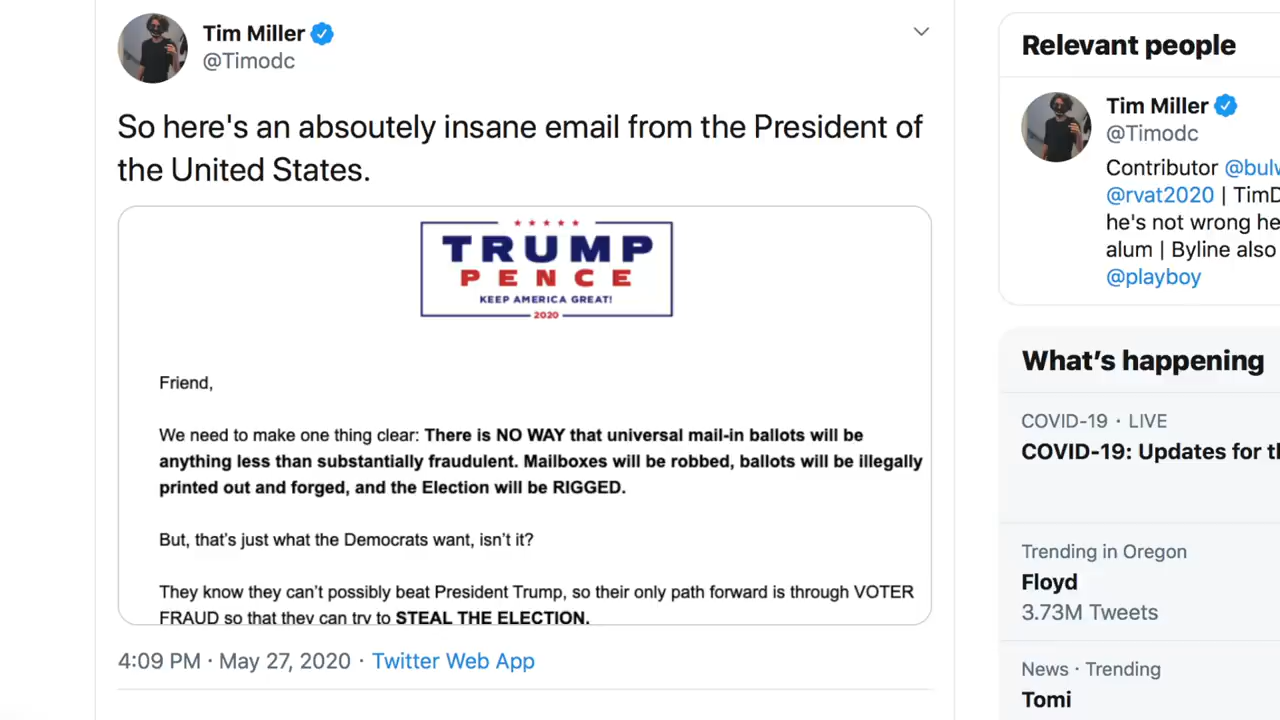 Tim Miller
@Timodc
So here's an absoutely insane email from the President of
the United States.
TRUMP
PENCE
KEEP AMERICA GREAT!
2020
Friend,
We need to make one thing clear: There is NO WAY that universal mail-in ballots will be
anything less than substantially fraudulent. Mailboxes will be robbed, ballots will be illegally
printed out and forged, and the Election will be RIGGED.
But, that's just what the Democrats want, isn't it?
They know they can't possibly beat President Trump, so their only path forward is through VOTER
FRAUD so that they can try to STEAL THE ELECTION.
4:09 PM · May 27, 2020 · Twitter Web App
Relevant people
Tim Miller
@Timodc
Contributor @bulw
@rvat2020 | TimD
he's not wrong he
alum | Byline also
@playboy
What's happening
COVID-19 · LIVE
COVID-19: Updates for th
Trending in Oregon
Floyd
3.73M Tweets
News · Trending
Tomi